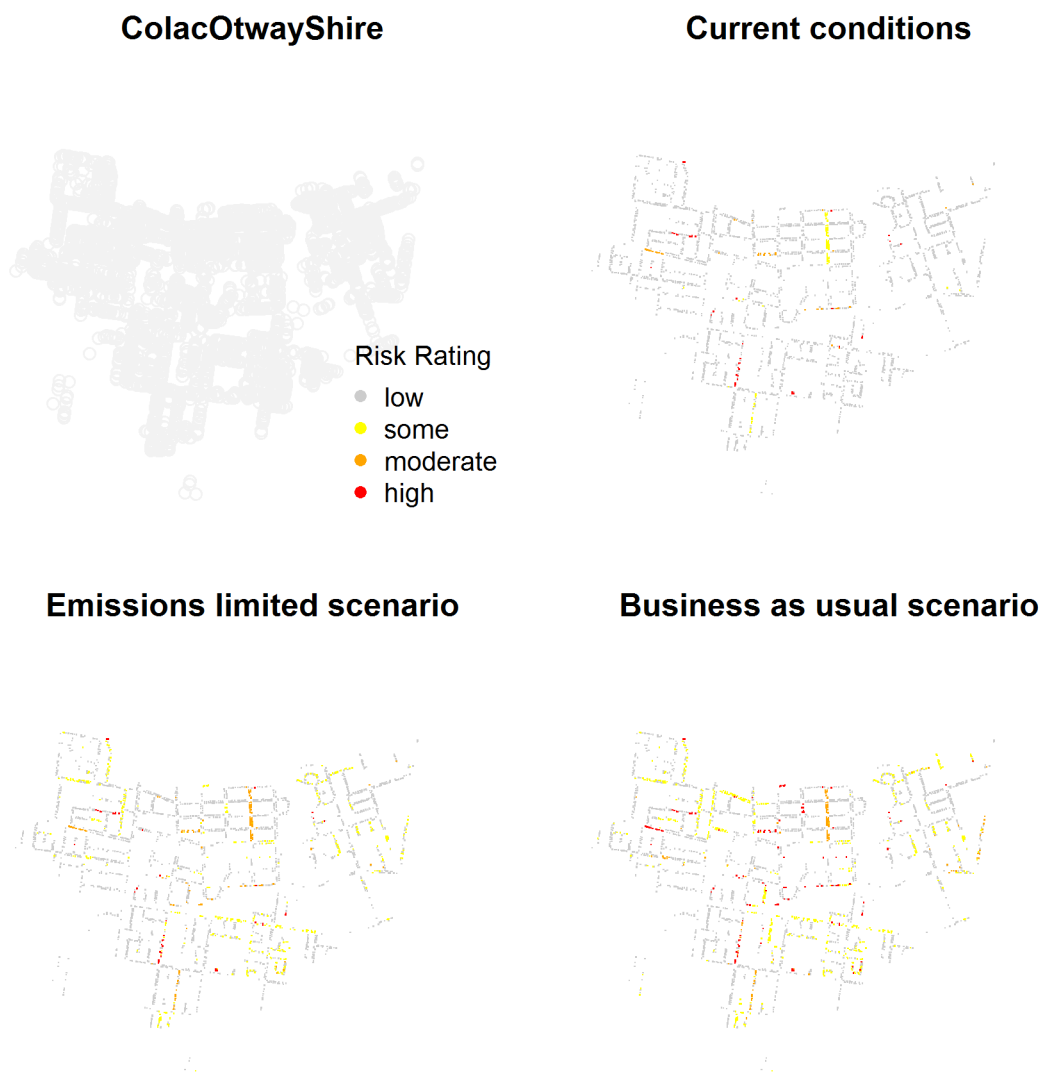 ColacOtwayShire
Current conditions
Risk Rating
low
some
moderate
high
Emissions limited scenario
Business as usual scenario